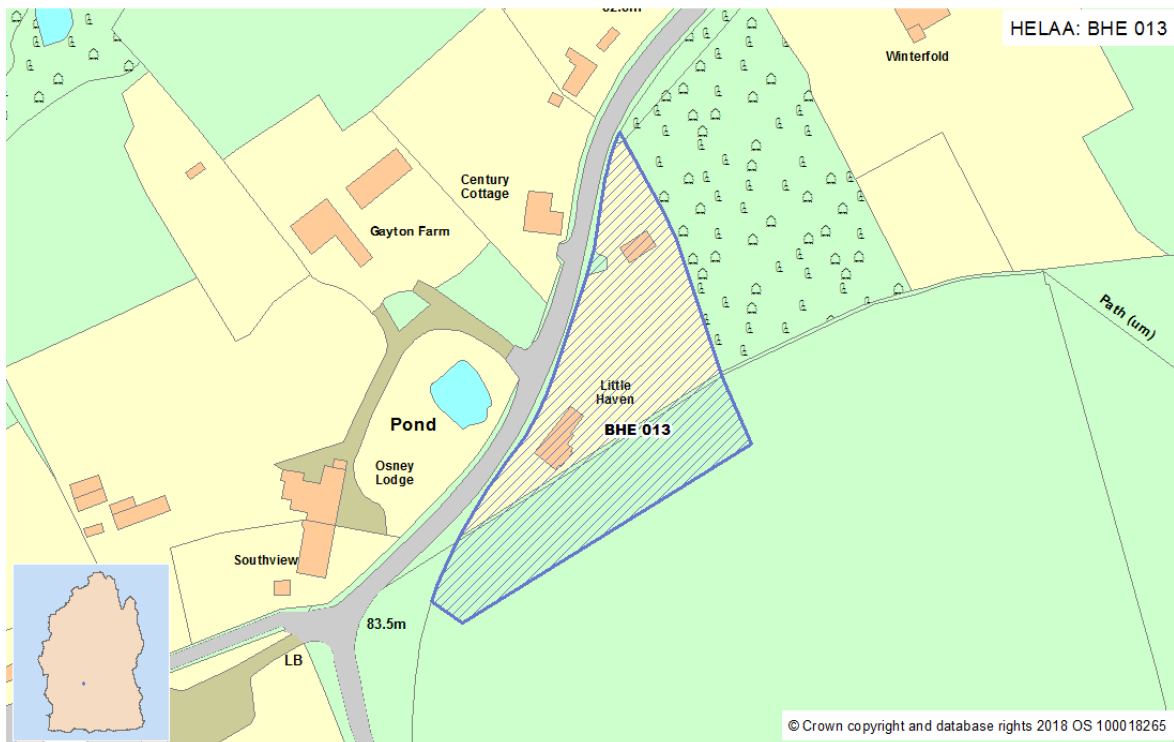 HELAA: BHE 013
Winterfold
Century
Cottage
Gayton Farm
Path (um)
Little
Haven
BHE 013
Pond
Osney
Lodge
Southview
83.5m
LB
© Crown copyright and database rights 2018 OS 100018265